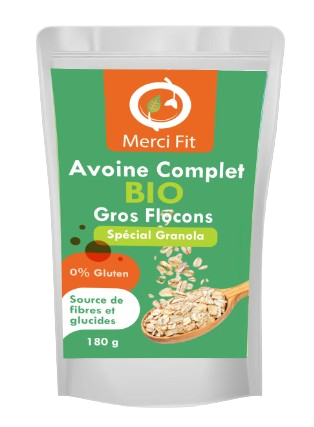 Merci Fit
Avoine Complet
BIO
Gros Flocons
Spécial Granola
0% Gluten
Source de
fibres et
glucides
180 g